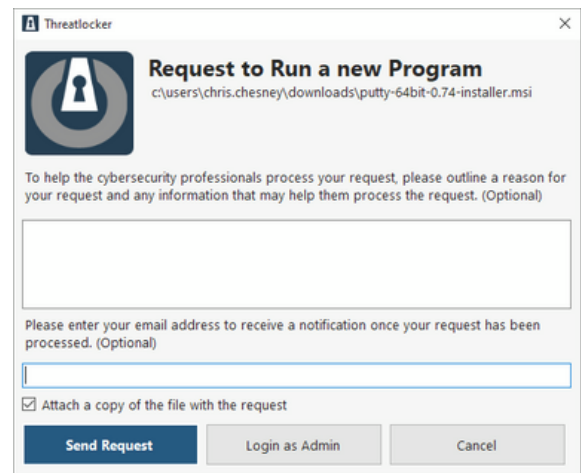 Threatlocker
Request to Run a new Program
c:\users\chris.chesney\downloads\putty-64bit-0.74-installer.msi
To help the cybersecurity professionals process your request, please outline a reason for
your request and any information that may help them process the request. (Optional)
Please enter your email address to receive a notification once your request has been
processed. (Optional)
Attach a copy of the file with the request
Send Request
Login as Admin
Cancel